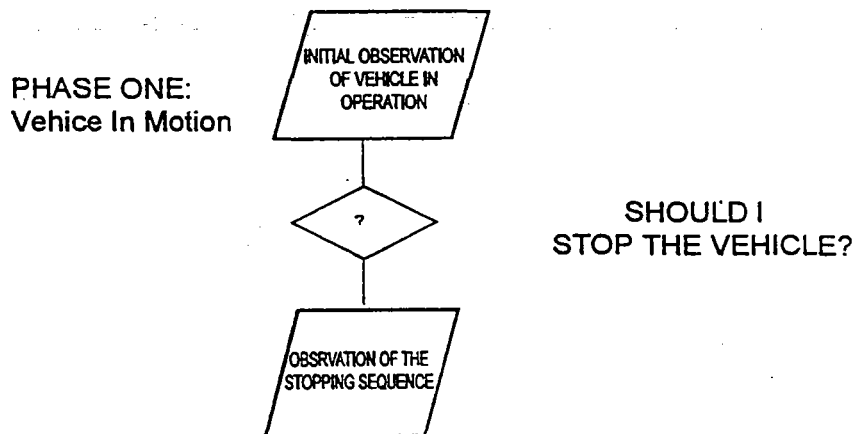 INITIAL OBSERVATION
OF VEHICLE IN
OPERATION
PHASE ONE:
Vehice In Motion
?
SHOULD I
STOP THE VEHICLE?
OBSRVATION OF THE
STOPPING SEQUENCE